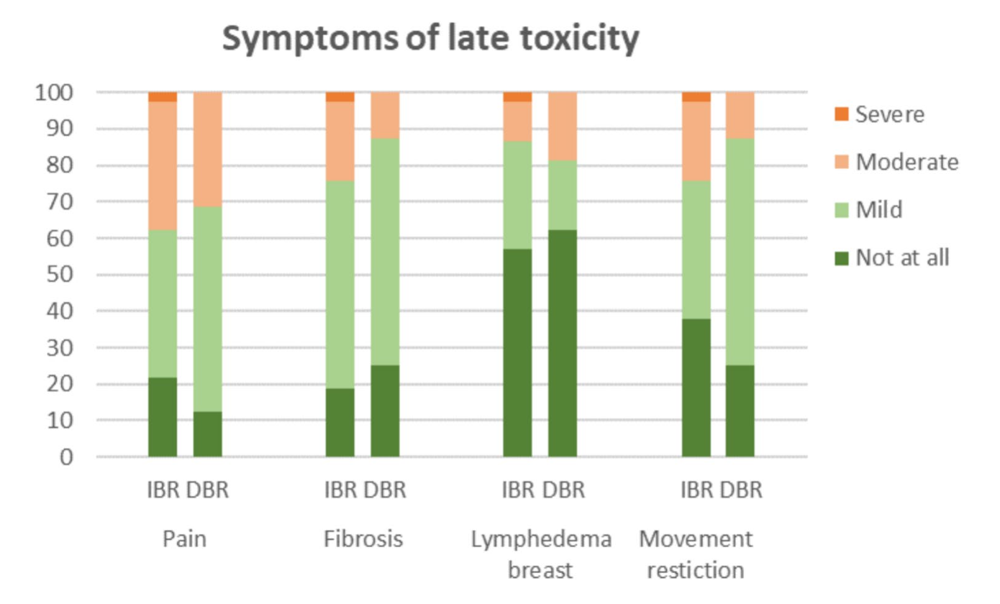 Symptoms of late toxicity
100
90
80
70
60
50
40
30
20
10
0
Severe
Moderate
Mild
Not at all
IBR DBR IBR DBR IBR DBR IBR DBR
Pain Fibrosis Lymphedema Movement
breast restiction